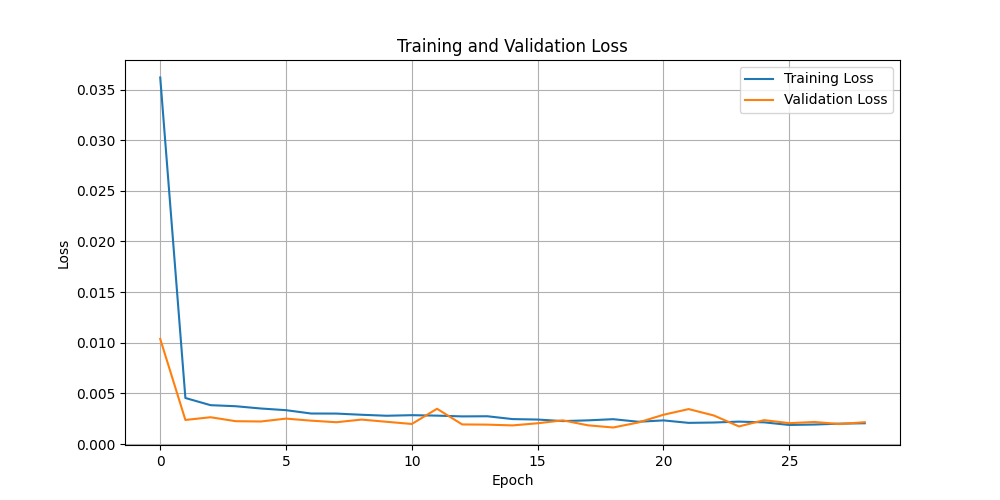 Training and Validation Loss
Training Loss
Validation Loss
0.035
0.030
0.025
0.020
0.015
0.010
0.005
0.000
Loss
0 5 10 15 20 25
Epoch